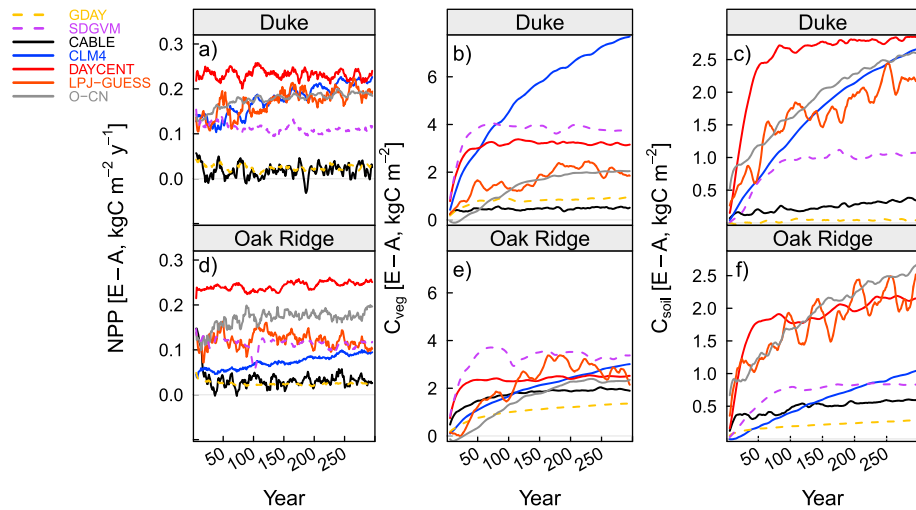 GDAY
SDGVM
CABLE
CLM4
DAYCENT
LPJ−GUESS
O−CN
Duke
Duke
Duke
a)
b)
c)
0.3
0.2
0.1
0.0
6
4
2
0
2.5
2.0
1.5
1.0
0.5
NPP [E−A, kgC m−2 y−1]
Cveg [E−A, kgC m−2]
Csoil [E−A, kgC m−2]
Oak Ridge
Oak Ridge
Oak Ridge
d)
e)
f)
0.3
0.2
0.1
0.0
6
4
2
0
2.5
2.0
1.5
1.0
0.5
50 100 150 200 250
50 100 150 200 250
50 100 150 200 250
Year
Year
Year